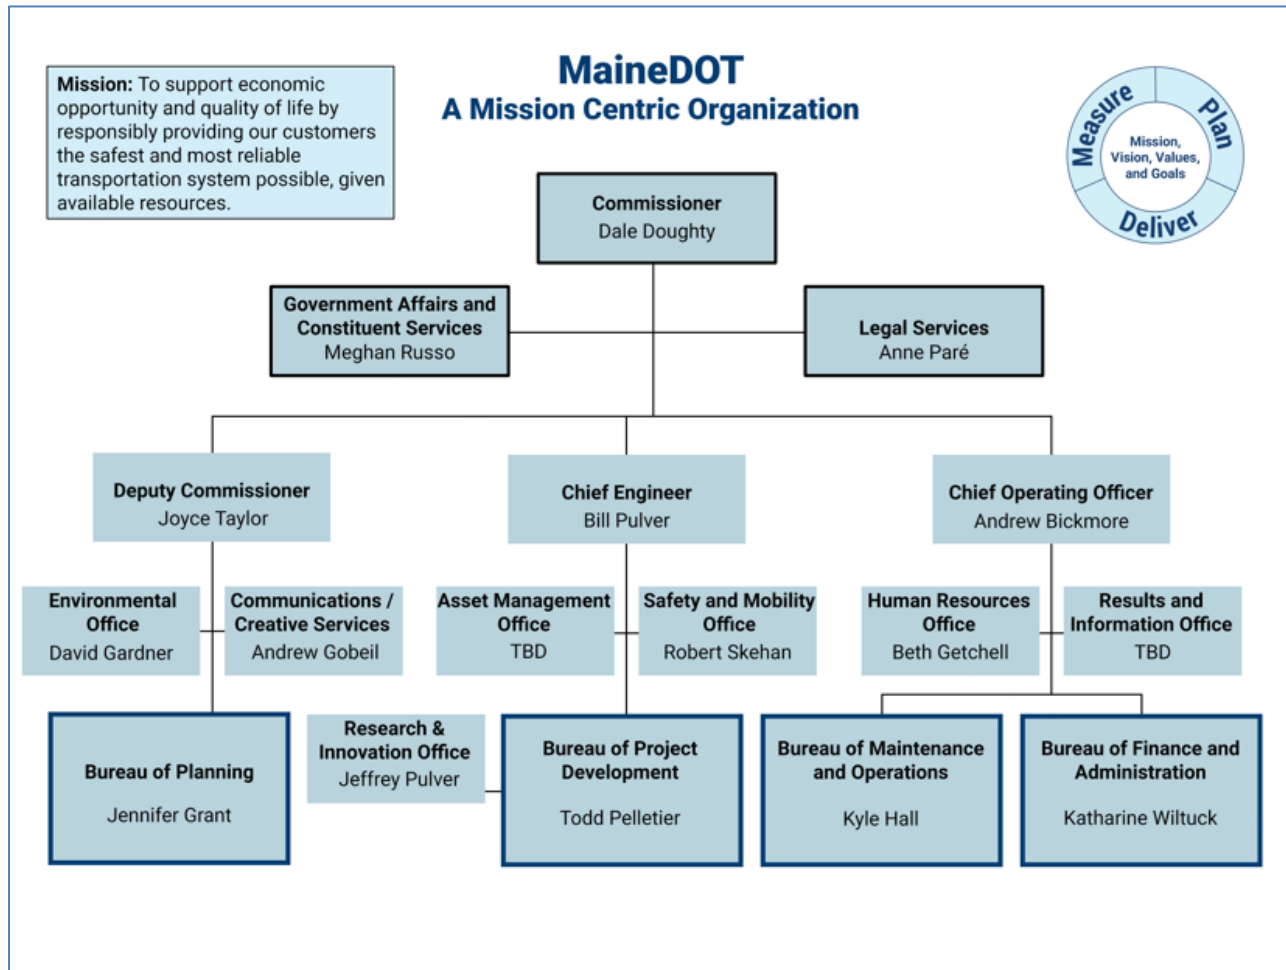 MaineDOT
A Mission Centric Organization
Mission: To support economic
opportunity and quality of life by
responsibly providing our customers
the safest and most reliable
transportation system possible, given
available resources.
Measure
Plan
Deliver
Mission,
Vision, Values,
and Goals
Commissioner
Dale Doughty
Government Affairs and
Constituent Services
Meghan Russo
Legal Services
Anne Paré
Deputy Commissioner
Joyce Taylor
Chief Engineer
Bill Pulver
Chief Operating Officer
Andrew Bickmore
Environmental
Office
David Gardner
Communications /
Creative Services
Andrew Gobeil
Asset Management
Office
TBD
Safety and Mobility
Office
Robert Skehan
Human Resources
Office
Beth Getchell
Results and
Information Office
TBD
Bureau of Planning
Jennifer Grant
Research &
Innovation Office
Jeffrey Pulver
Bureau of Project
Development
Todd Pelletier
Bureau of Maintenance
and Operations
Kyle Hall
Bureau of Finance and
Administration
Katharine Wiltuck